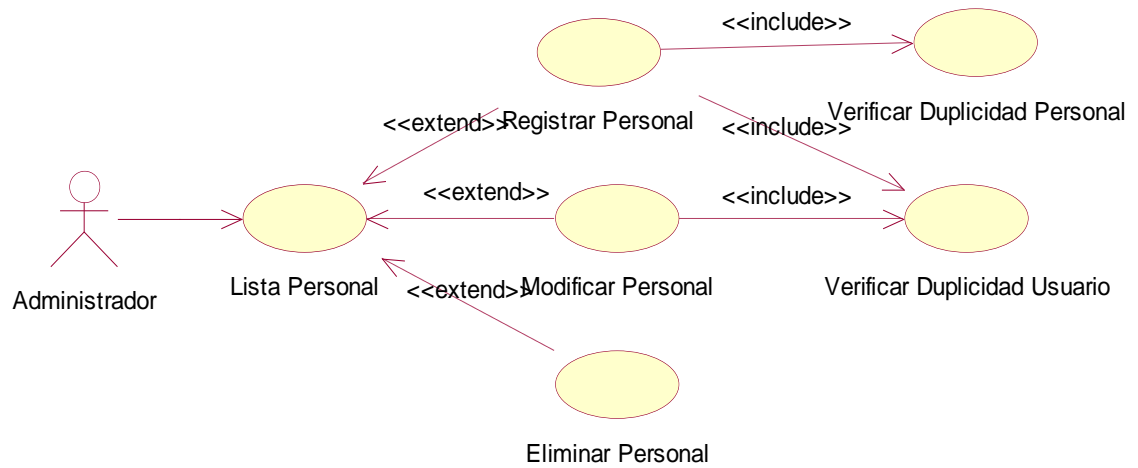 <<include>>
Verificar Duplicidad Personal
<<extend>>
Registrar Personal
<<include>>
<<extend>>
<<include>>
Administrador
Lista Personal
<<extend>>
Modificar Personal
Verificar Duplicidad Usuario
Eliminar Personal